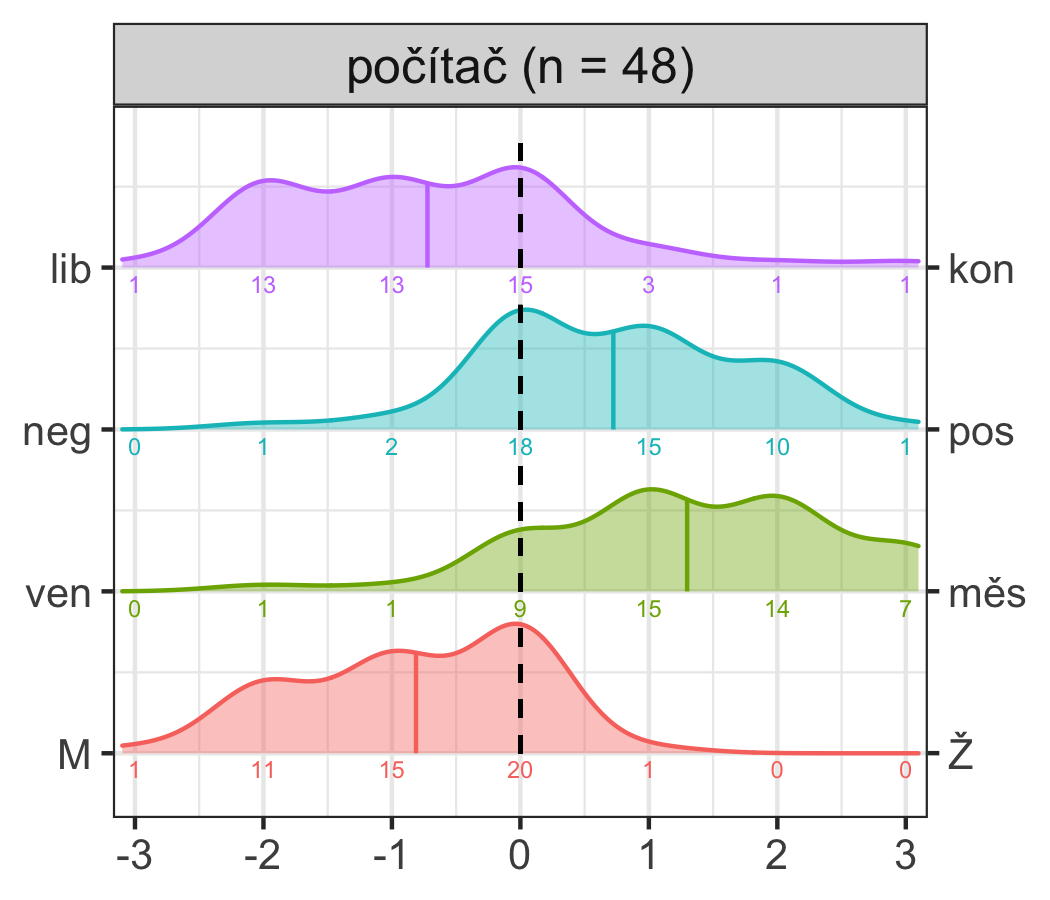 počítač (n = 48)
lib kon
1 13 13 15 3 1 1
neg pos
0 1 2 18 15 10 1
ven měs
0 1 1 9 15 14 7
M Ž
1 11 15 20 1 0 0
-3 -2 -1 0 1 2 3